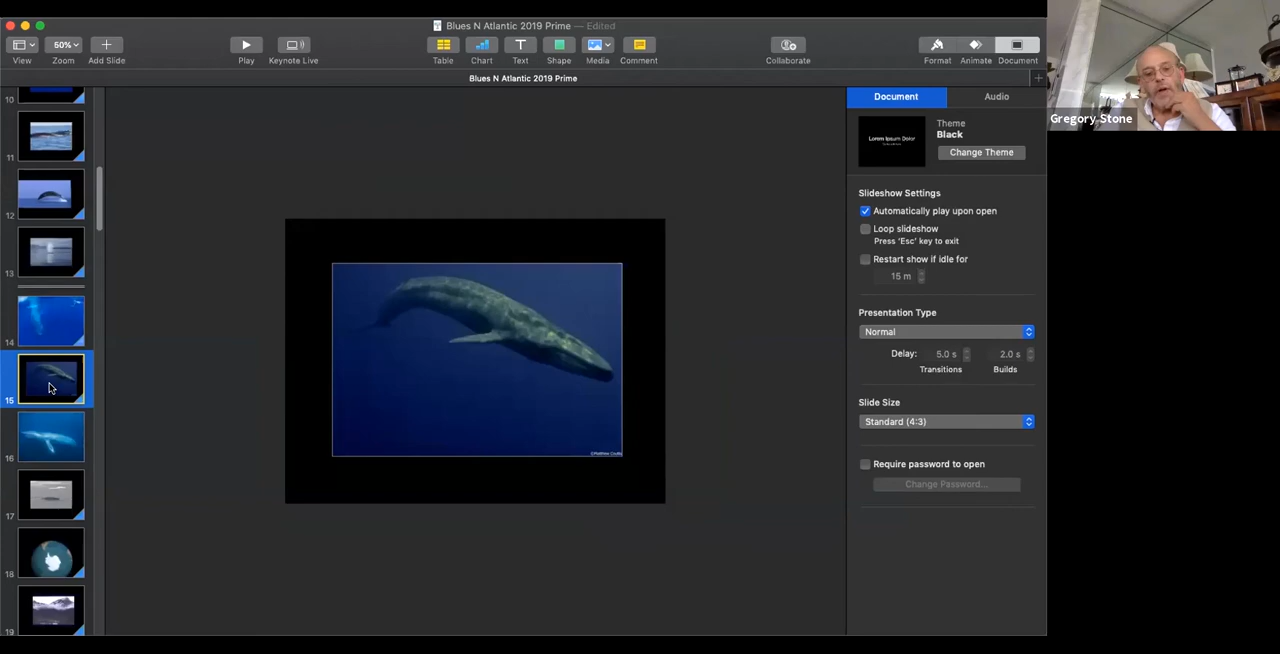 Blues N Atlantic 2019 Prime — Edited
50%
View
Zoom
Add Slide
Play
Keynote Live
Table
Chart
Text
Shape
Media
Comment
Collaborate
Format
Animate
Document
Blues N Atlantic 2019 Prime
10
11
12
13
14
15
16
17
18
19
Document
Audio
Lorem Ipsum Dolor
Theme
Black
Change Theme
Slideshow Settings
Automatically play upon open
Loop slideshow
Press ‘Esc’ key to exit
Restart show if idle for
15 m
Presentation Type
Normal
Delay: 5.0 s 2.0 s
Transitions Builds
Slide Size
Standard (4:3)
Require password to open
Change Password...
Gregory Stone